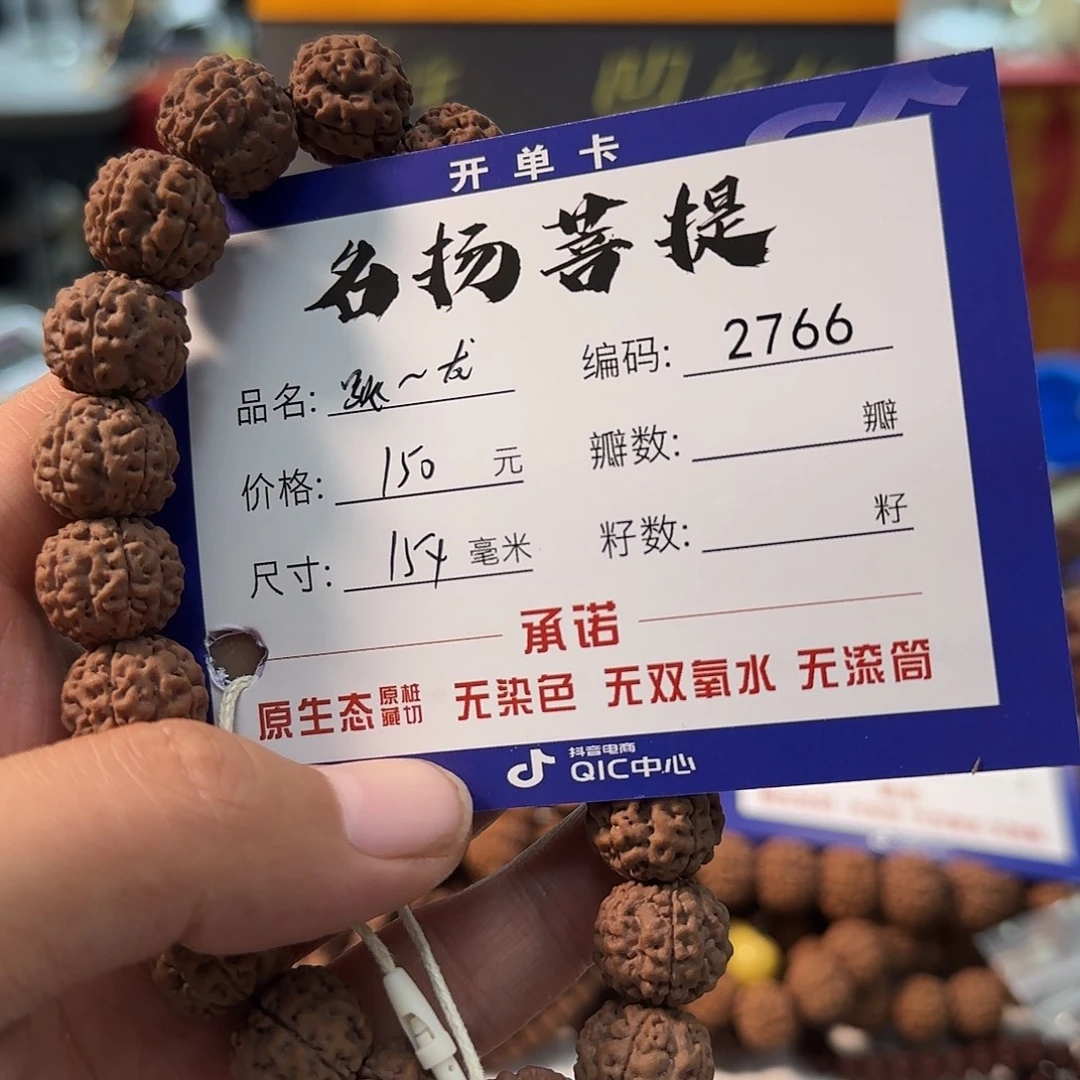 开单卡
名扬菩提
品名: 编码: 2766
价格: 150 元 瓣数: 瓣
尺寸: 154 毫米 籽数: 籽
承诺
原生态 原桩藏切 无染色 无双氧水 无滚筒
抖音电商
QIC中心